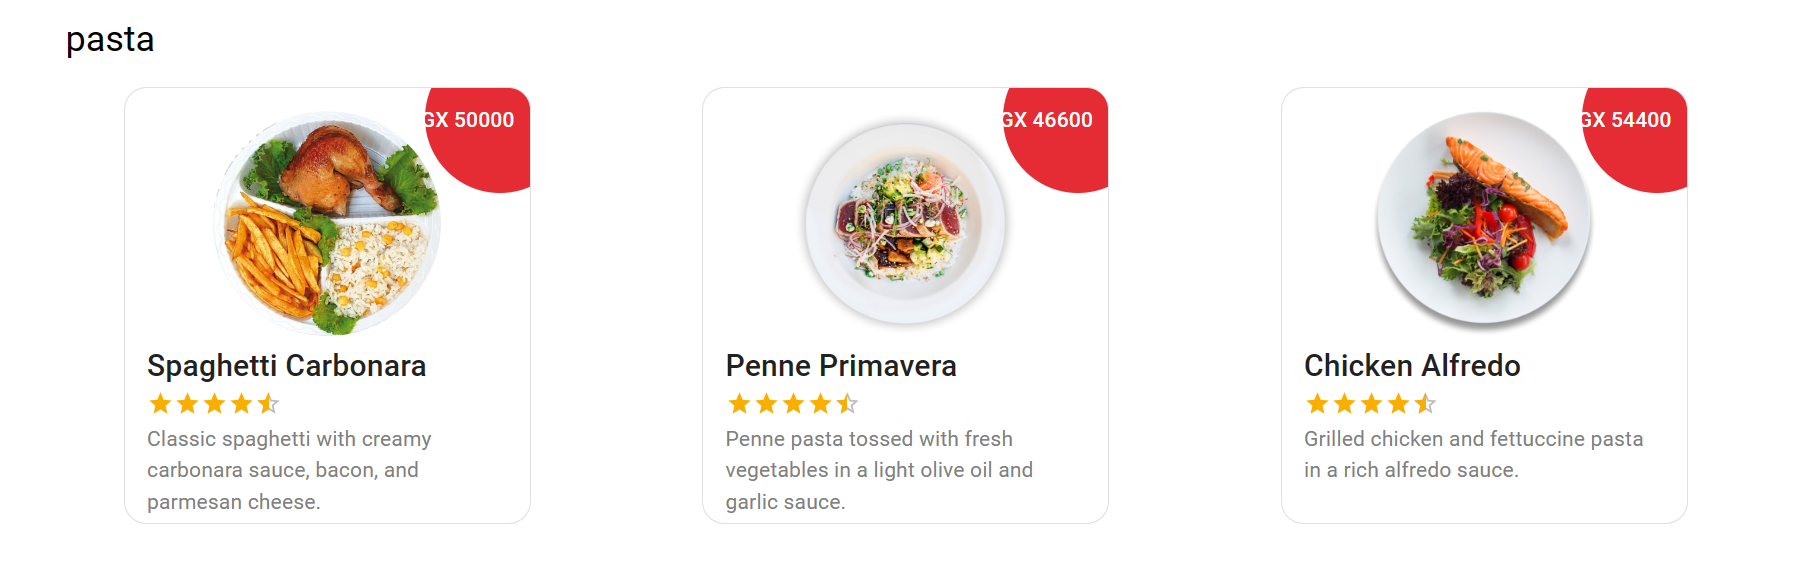 pasta
GX 50000
GX 46600
GX 54400
Spaghetti Carbonara
Classic spaghetti with creamy
carbonara sauce, bacon, and
parmesan cheese.
Penne Primavera
Penne pasta tossed with fresh
vegetables in a light olive oil and
garlic sauce.
Chicken Alfredo
Grilled chicken and fettuccine pasta
in a rich alfredo sauce.